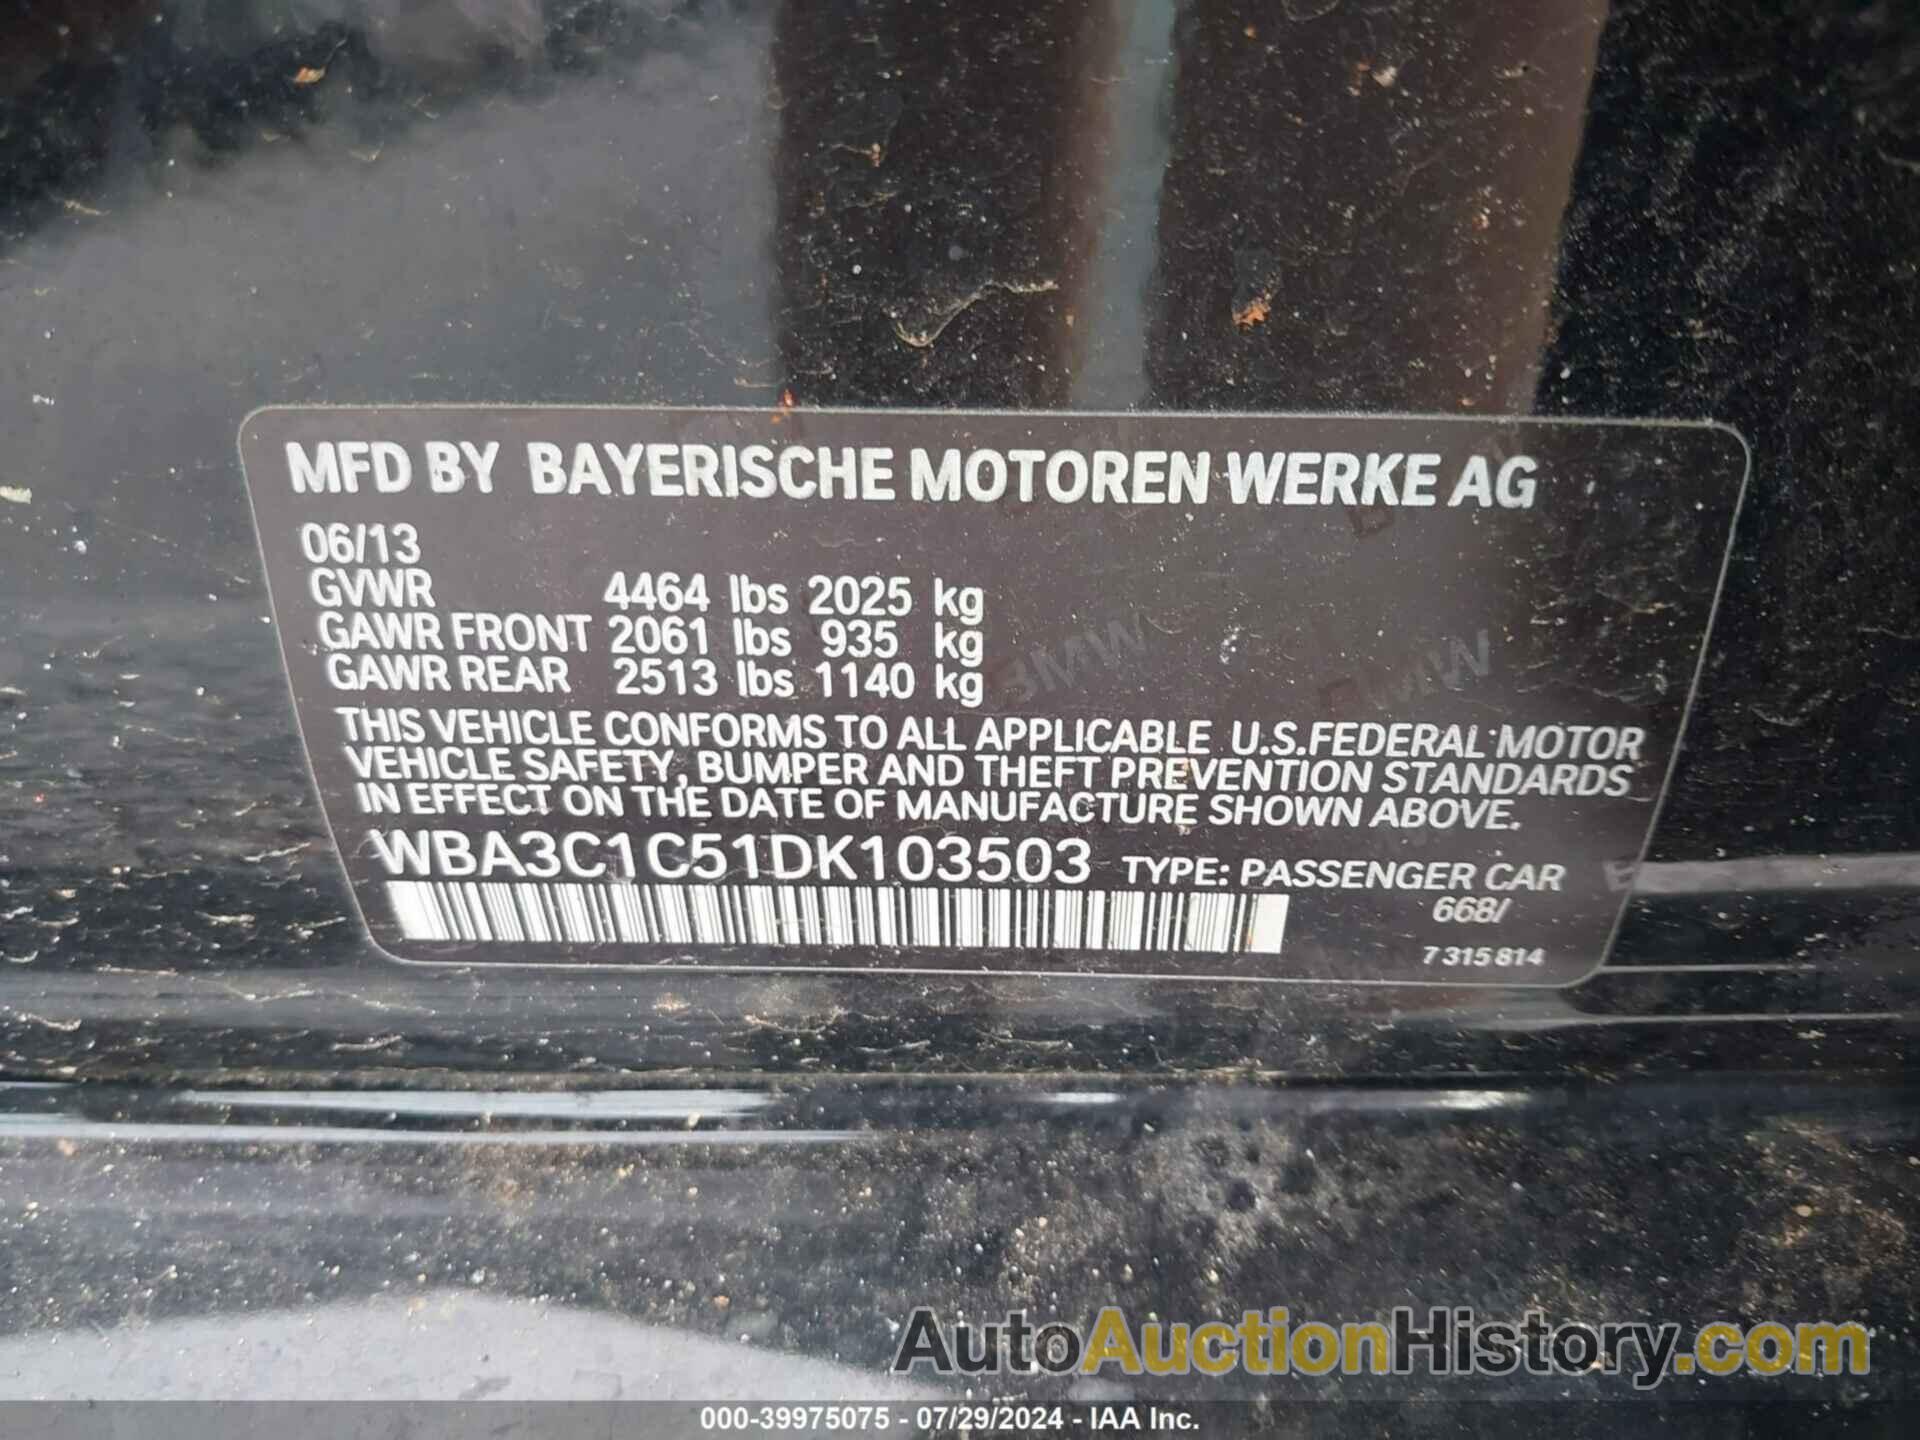 MFD BY BAYERISCHE MOTOREN WERKE AG
06/13
GVWR 4464 lbs 2025 kg
GAWR FRONT 2061 lbs 935 kg
GAWR REAR 2513 lbs 1140 kg
THIS VEHICLE CONFORMS TO ALL APPLICABLE U.S.FEDERAL MOTOR
VEHICLE SAFETY, BUMPER AND THEFT PREVENTION STANDARDS
IN EFFECT ON THE DATE OF MANUFACTURE SHOWN ABOVE.
WBA3C1C51DK103503 TYPE: PASSENGER CAR
668/
7 315 814
BMW BMW
AutoAuctionHistory.com
000-39975075 - 07/29/2024 - IAA Inc.